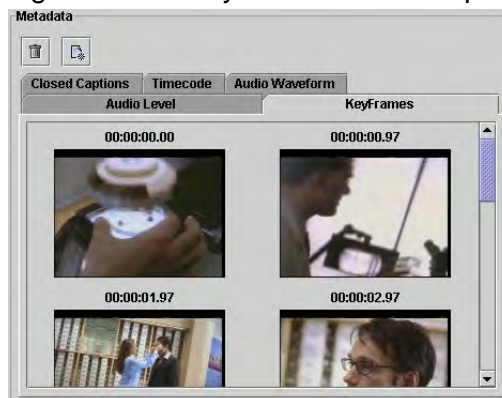 Metadata
Closed Captions Timecode Audio Waveform
Audio Level KeyFrames
00:00:00.00 00:00:00.97
00:00:01.97 00:00:02.97